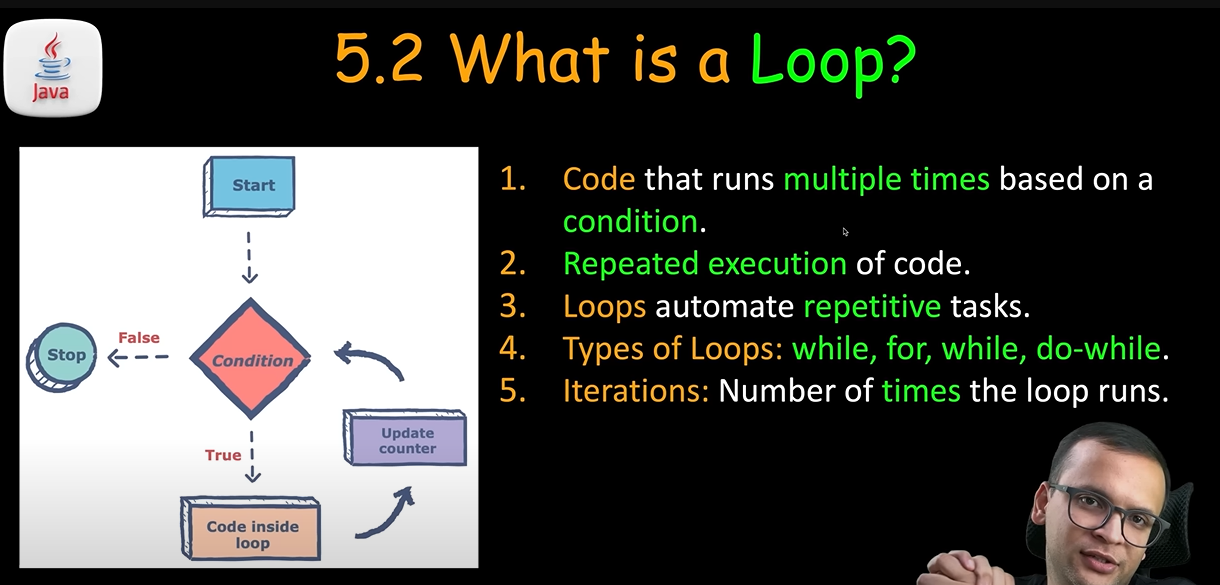 Java
5.2 What is a Loop?
Start
False
Stop
Condition
True
Update
counter
Code inside
loop
1. Code that runs multiple times based on a
condition.
2. Repeated execution of code.
3. Loops automate repetitive tasks.
4. Types of Loops: while, for, while, do-while.
5. Iterations: Number of times the loop runs.